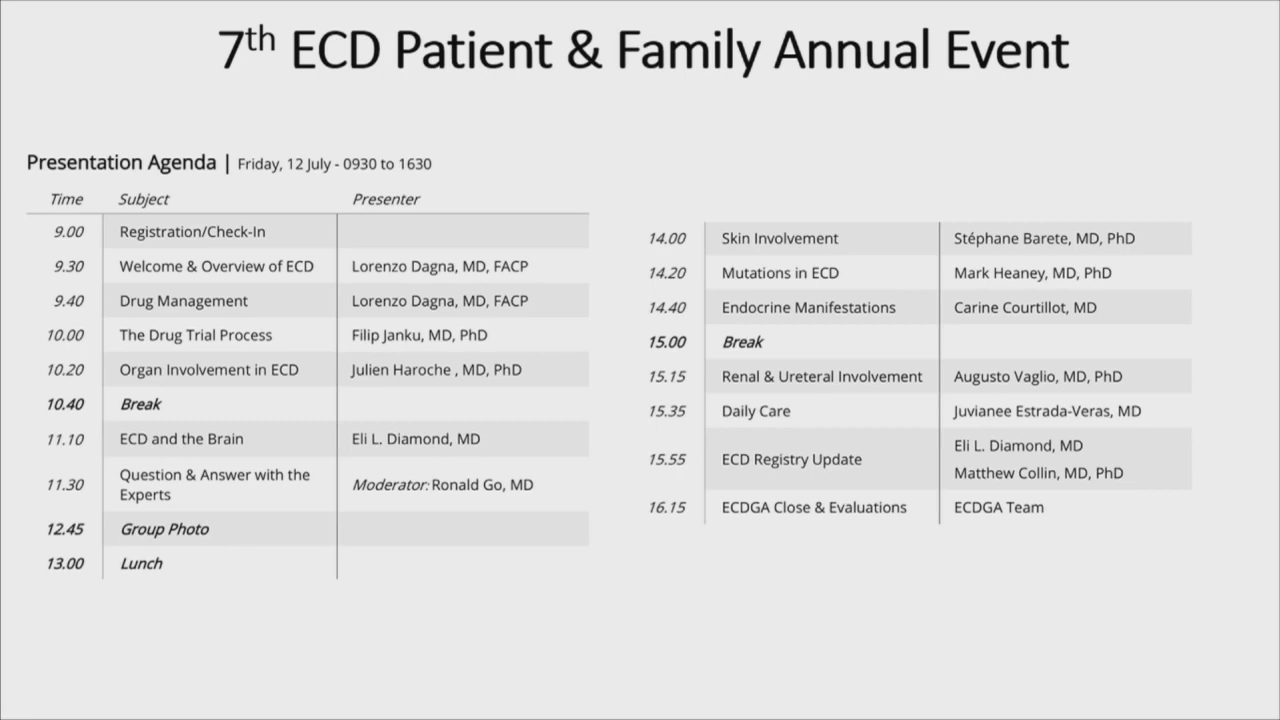 7th ECD Patient & Family Annual Event
Presentation Agenda | Friday, 12 July - 0930 to 1630
Time Subject Presenter
9.00 Registration/Check-In
9.30 Welcome & Overview of ECD Lorenzo Dagna, MD, FACP
9.40 Drug Management Lorenzo Dagna, MD, FACP
10.00 The Drug Trial Process Filip Janku, MD, PhD
10.20 Organ Involvement in ECD Julien Haroche , MD, PhD
10.40 Break
11.10 ECD and the Brain Eli L. Diamond, MD
11.30 Question & Answer with the
Experts Moderator: Ronald Go, MD
12.45 Group Photo
13.00 Lunch
14.00 Skin Involvement Stéphane Barete, MD, PhD
14.20 Mutations in ECD Mark Heaney, MD, PhD
14.40 Endocrine Manifestations Carine Courtillot, MD
15.00 Break
15.15 Renal & Ureteral Involvement Augusto Vaglio, MD, PhD
15.35 Daily Care Juvianee Estrada-Veras, MD
15.55 ECD Registry Update Eli L. Diamond, MD
Matthew Collin, MD, PhD
16.15 ECDGA Close & Evaluations ECDGA Team